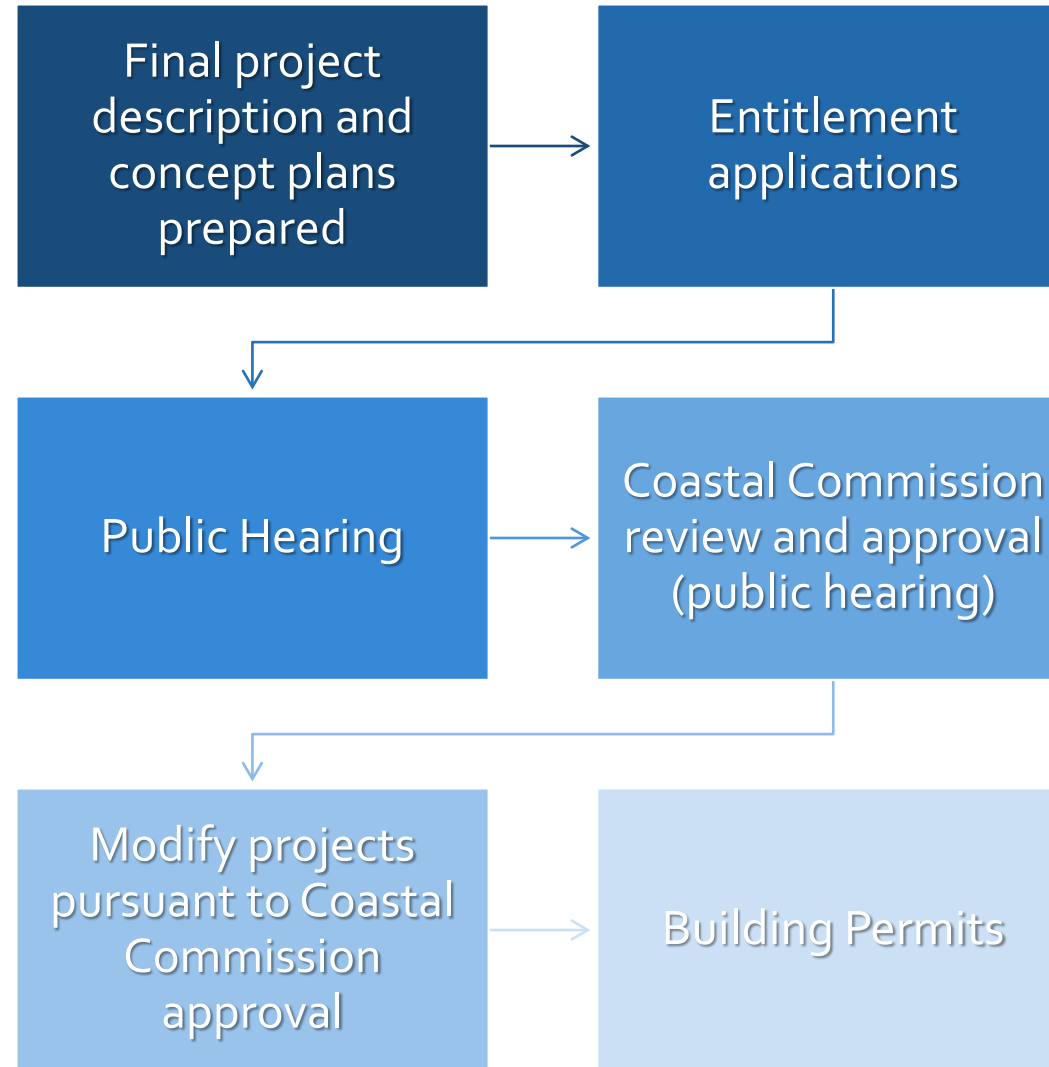 Final project
description and
concept plans
prepared
Entitlement
applications
Public Hearing
Coastal Commission
review and approval
(public hearing)
Modify projects
pursuant to Coastal
Commission
approval
Building Permits